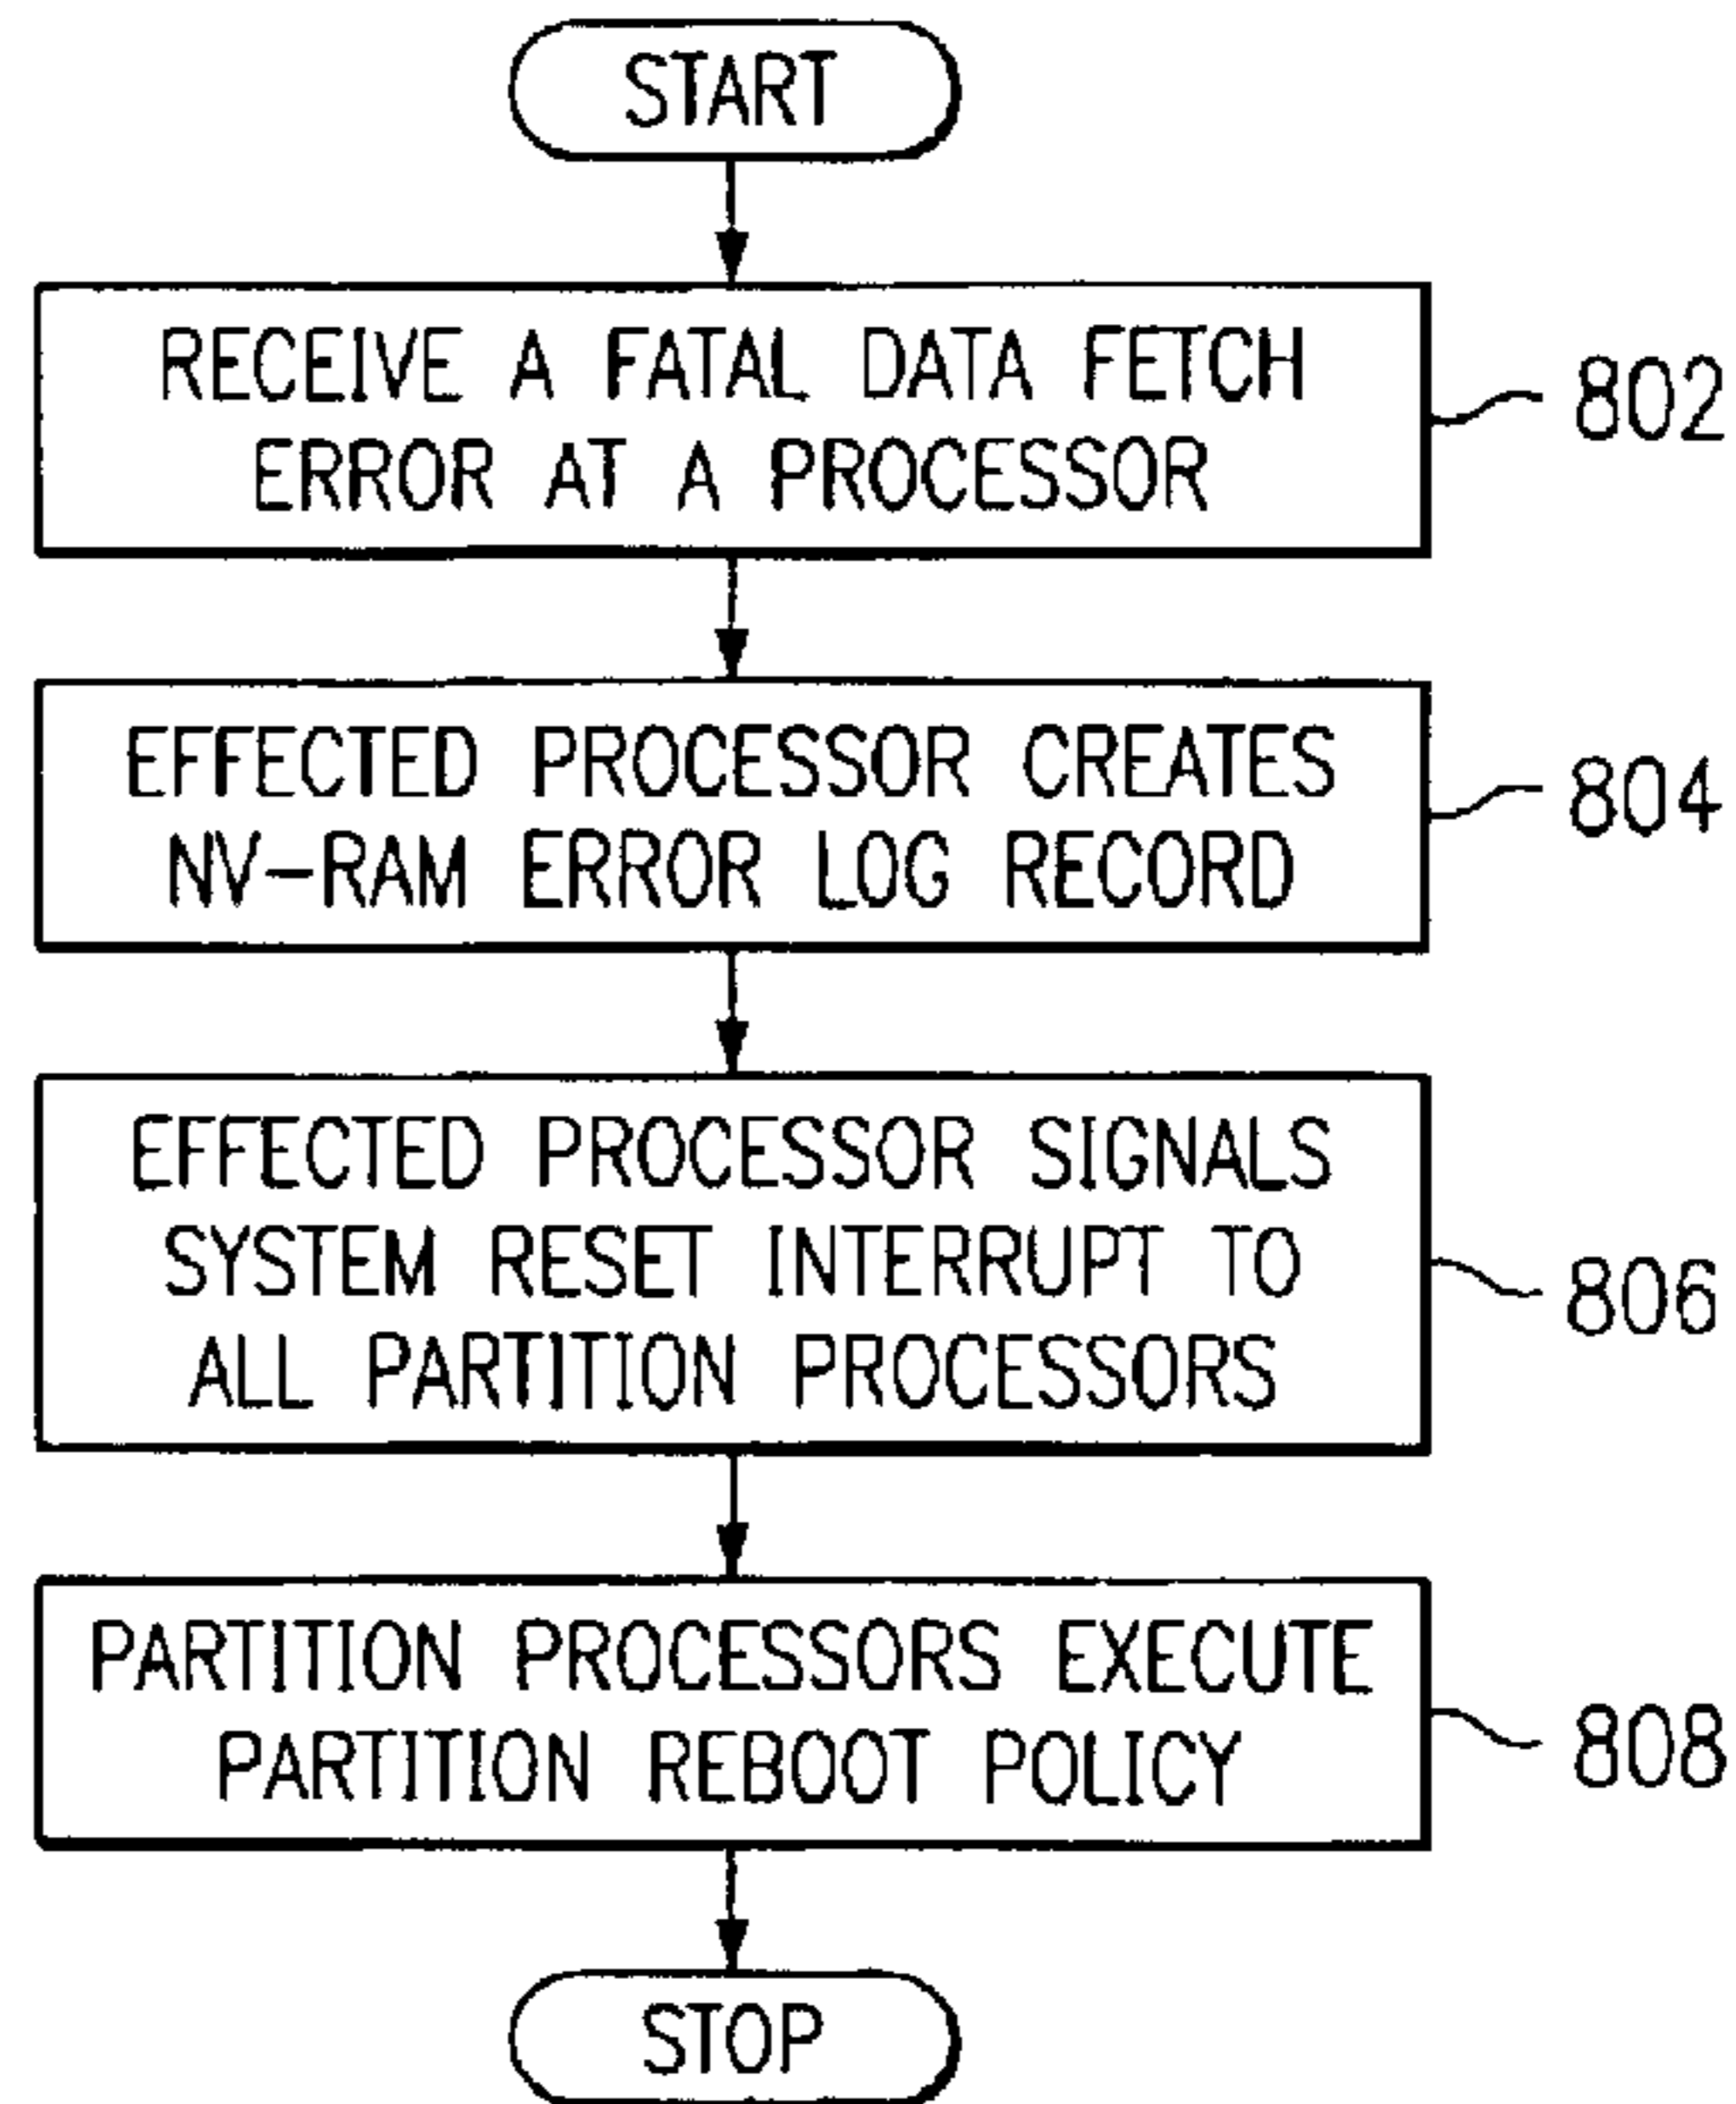 START
RECEIVE A FATAL DATA FETCH
ERROR AT A PROCESSOR
802
EFFECTED PROCESSOR CREATES
NV-RAM ERROR LOG RECORD
804
EFFECTED PROCESSOR SIGNALS
SYSTEM RESET INTERRUPT TO
ALL PARTITION PROCESSORS
806
PARTITION PROCESSORS EXECUTE
PARTITION REBOOT POLICY
808
STOP